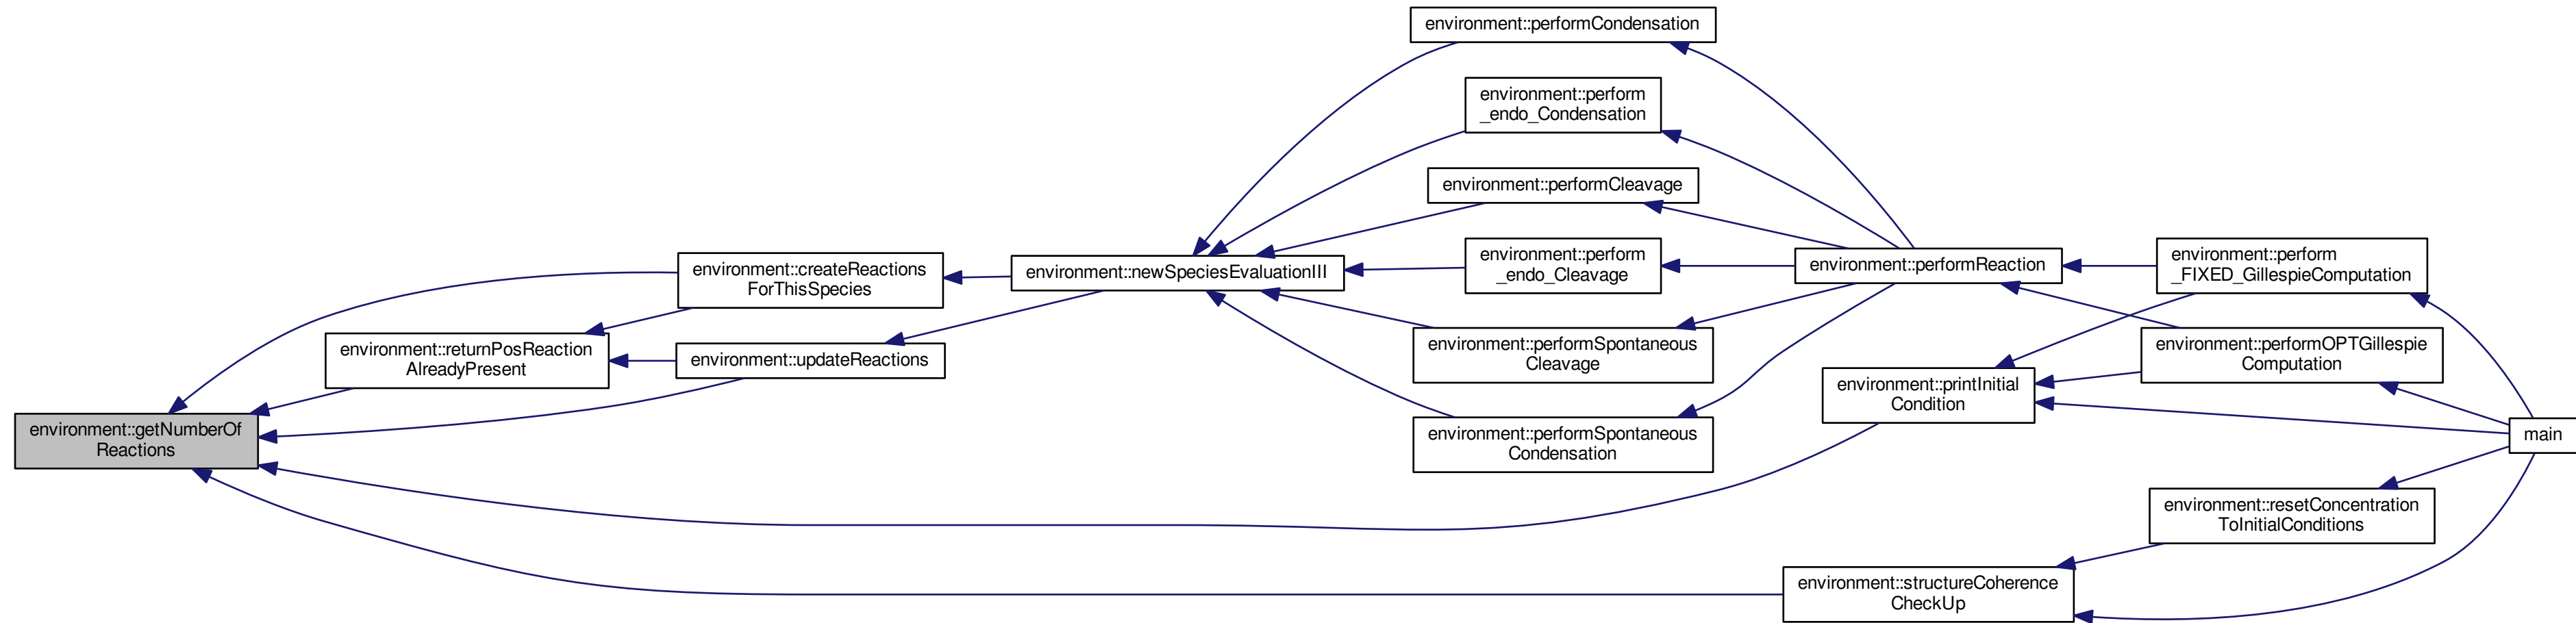 environment::performCondensation
environment::perform
_endo_Condensation
environment::performCleavage
environment::perform
_endo_Cleavage
environment::performSpontaneous
Cleavage
environment::performSpontaneous
Condensation
environment::createReactions
ForThisSpecies
environment::newSpeciesEvaluationIII
environment::performReaction
environment::perform
_FIXED_GillespieComputation
environment::returnPosReaction
AlreadyPresent
environment::updateReactions
environment::performOPTGillespie
Computation
environment::printInitial
Condition
environment::getNumberOf
Reactions
main
environment::resetConcentration
ToInitialConditions
environment::structureCoherence
CheckUp